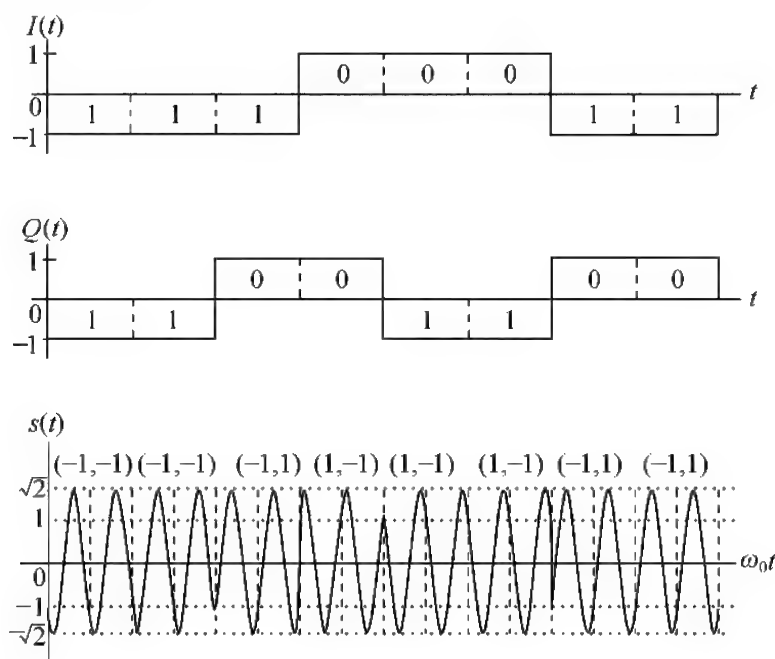 I(t)
1
0 0 0
0
t
1 1 1 1 1
−1
Q(t)
1
0 0 0 0
0
t
1 1 1 1
−1
s(t)
(−1,−1) (−1,−1) (−1,1) (1,−1) (1,−1) (1,−1) (−1,1) (−1,1)
√2
1
0
ω₀t
−1
−√2